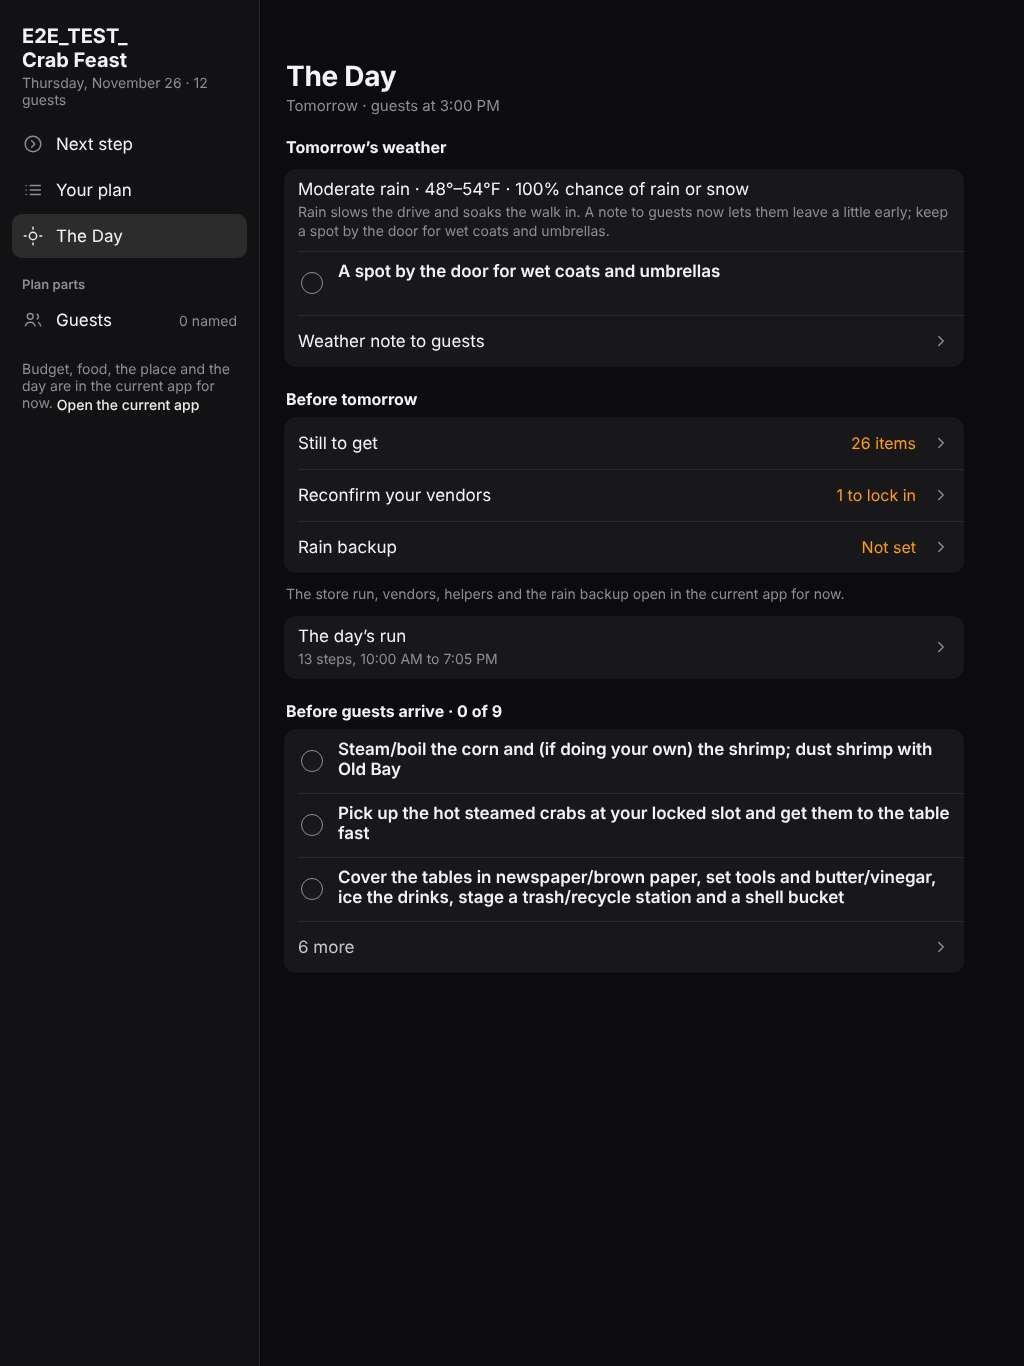 E2E_TEST_
Crab Feast
Thursday, November 26 · 12
guests
Next step
Your plan
The Day
Plan parts
Guests
0 named
Budget, food, the place and the
day are in the current app for
now. Open the current app
The Day
Tomorrow · guests at 3:00 PM
Tomorrow’s weather
Moderate rain · 48°–54°F · 100% chance of rain or snow
Rain slows the drive and soaks the walk in. A note to guests now lets them leave a little early; keep
a spot by the door for wet coats and umbrellas.
A spot by the door for wet coats and umbrellas
Weather note to guests
Before tomorrow
Still to get
26 items
Reconfirm your vendors
1 to lock in
Rain backup
Not set
The store run, vendors, helpers and the rain backup open in the current app for now.
The day’s run
13 steps, 10:00 AM to 7:05 PM
Before guests arrive · 0 of 9
Steam/boil the corn and (if doing your own) the shrimp; dust shrimp with
Old Bay
Pick up the hot steamed crabs at your locked slot and get them to the table
fast
Cover the tables in newspaper/brown paper, set tools and butter/vinegar,
ice the drinks, stage a trash/recycle station and a shell bucket
6 more